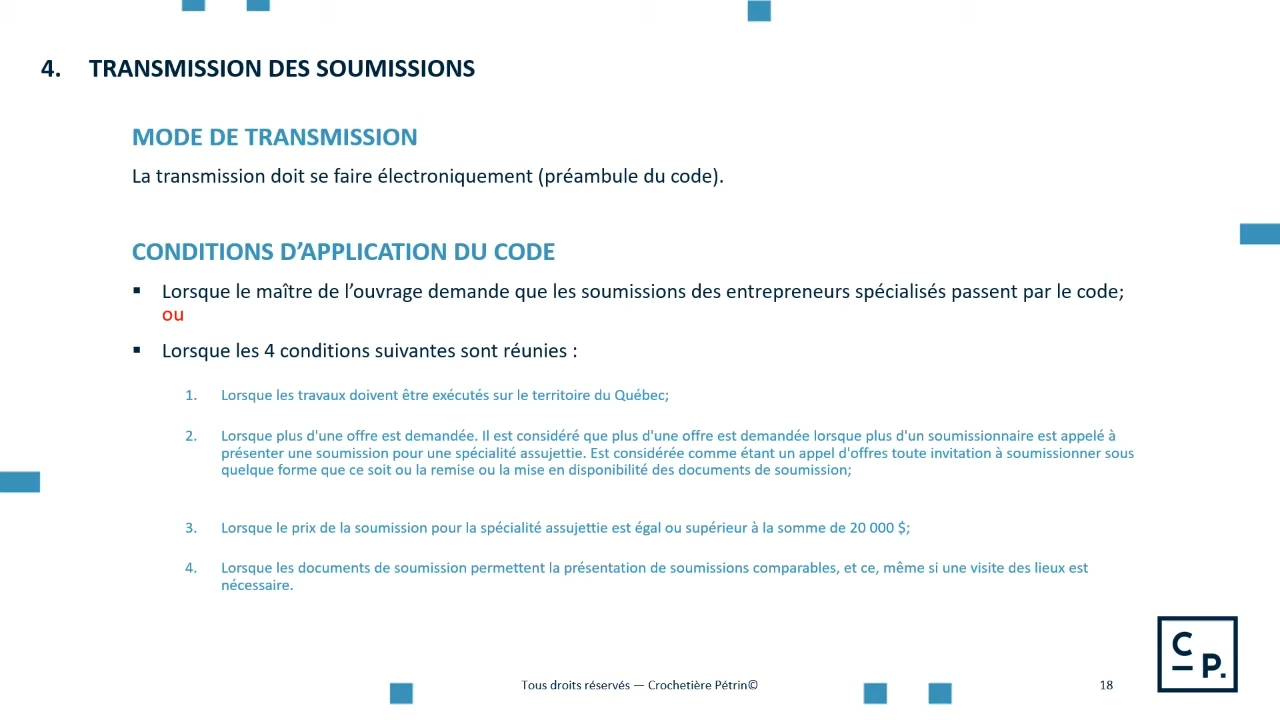 4. TRANSMISSION DES SOUMISSIONS
MODE DE TRANSMISSION
La transmission doit se faire électroniquement (préambule du code).
CONDITIONS D’APPLICATION DU CODE
▪ Lorsque le maître de l’ouvrage demande que les soumissions des entrepreneurs spécialisés passent par le code;
ou
▪ Lorsque les 4 conditions suivantes sont réunies :
1. Lorsque les travaux doivent être exécutés sur le territoire du Québec;
2. Lorsque plus d'une offre est demandée. Il est considéré que plus d'une offre est demandée lorsque plus d'un soumissionnaire est appelé à
présenter une soumission pour une spécialité assujettie. Est considérée comme étant un appel d'offres toute invitation à soumissionner sous
quelque forme que ce soit ou la remise ou la mise en disponibilité des documents de soumission;
3. Lorsque le prix de la soumission pour la spécialité assujettie est égal ou supérieur à la somme de 20 000 $;
4. Lorsque les documents de soumission permettent la présentation de soumissions comparables, et ce, même si une visite des lieux est
nécessaire.
C
P.
Tous droits réservés — Crochetière Pétrin©
18